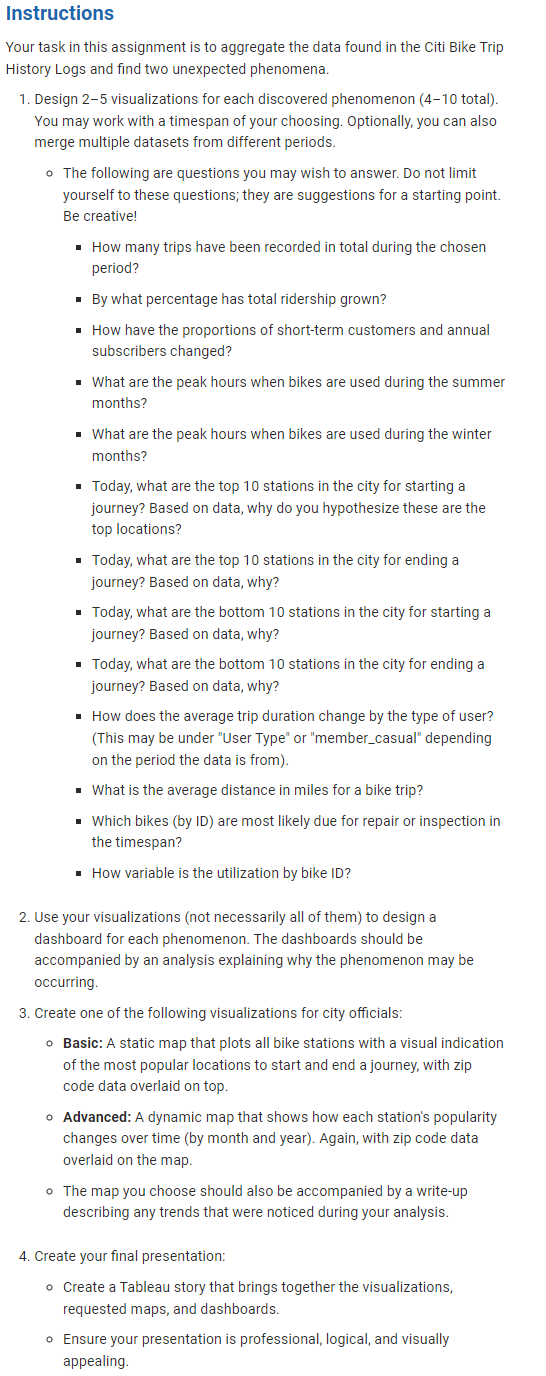 Instructions
Your task in this assignment is to aggregate the data found in the Citi Bike Trip
History Logs and find two unexpected phenomena.
1. Design 2–5 visualizations for each discovered phenomenon (4–10 total).
You may work with a timespan of your choosing. Optionally, you can also
merge multiple datasets from different periods.
○ The following are questions you may wish to answer. Do not limit
yourself to these questions; they are suggestions for a starting point.
Be creative!
▪ How many trips have been recorded in total during the chosen
period?
▪ By what percentage has total ridership grown?
▪ How have the proportions of short-term customers and annual
subscribers changed?
▪ What are the peak hours when bikes are used during the summer
months?
▪ What are the peak hours when bikes are used during the winter
months?
▪ Today, what are the top 10 stations in the city for starting a
journey? Based on data, why do you hypothesize these are the
top locations?
▪ Today, what are the top 10 stations in the city for ending a
journey? Based on data, why?
▪ Today, what are the bottom 10 stations in the city for starting a
journey? Based on data, why?
▪ Today, what are the bottom 10 stations in the city for ending a
journey? Based on data, why?
▪ How does the average trip duration change by the type of user?
(This may be under "User Type" or "member_casual" depending
on the period the data is from).
▪ What is the average distance in miles for a bike trip?
▪ Which bikes (by ID) are most likely due for repair or inspection in
the timespan?
▪ How variable is the utilization by bike ID?
2. Use your visualizations (not necessarily all of them) to design a
dashboard for each phenomenon. The dashboards should be
accompanied by an analysis explaining why the phenomenon may be
occurring.
3. Create one of the following visualizations for city officials:
○ Basic: A static map that plots all bike stations with a visual indication
of the most popular locations to start and end a journey, with zip
code data overlaid on top.
○ Advanced: A dynamic map that shows how each station's popularity
changes over time (by month and year). Again, with zip code data
overlaid on the map.
○ The map you choose should also be accompanied by a write-up
describing any trends that were noticed during your analysis.
4. Create your final presentation:
○ Create a Tableau story that brings together the visualizations,
requested maps, and dashboards.
○ Ensure your presentation is professional, logical, and visually
appealing.